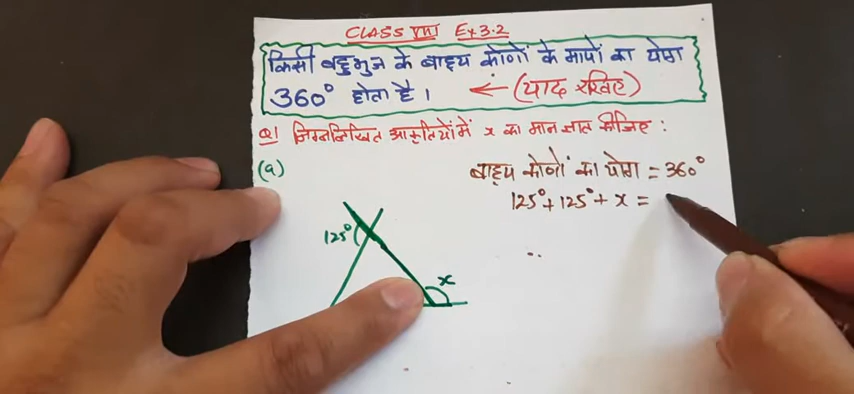 CLASS VIII Ex 3.2
किसी बहुभुज के बाह्य कोणों के मापों का योग
360° होता है। ← (याद रखिए)
Q1 निम्नलिखित आकृतियों में x का मान ज्ञात कीजिए :
(a)
बाह्य कोणों का योग = 360°
125° + 125° + x =
125°
x